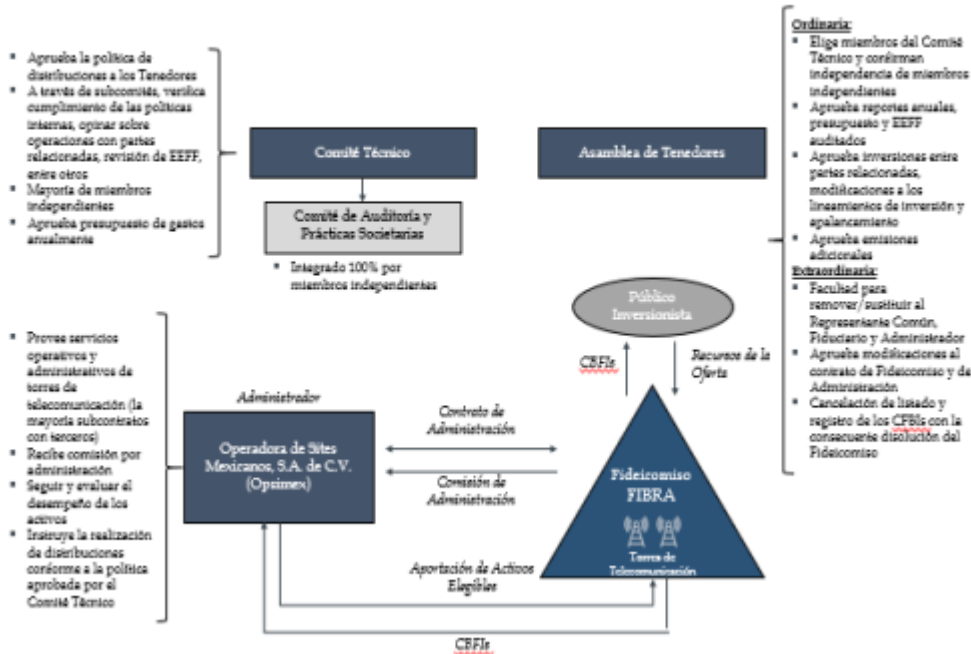 ▪ Aprueba la política de
distribuciones a los Tenedores
▪ A través de subcomités, verifica
cumplimiento de las políticas
internas, opinar sobre
operaciones con partes
relacionadas, revisión de EEFF,
entre otros
▪ Mayoría de miembros
independientes
▪ Aprueba presupuesto de gastos
anualmente
Comité Técnico
Comité de Auditoría y
Prácticas Societarias
▪ Integrado 100% por
miembros independientes
Asamblea de Tenedores
Ordinaria:
▪ Elige miembros del Comité
Técnico y confirman
independencia de miembros
independientes
▪ Aprueba reportes anuales,
presupuesto y EEFF
auditados
▪ Aprueba inversiones entre
partes relacionadas,
modificaciones a los
lineamientos de inversión y
apalancamiento
▪ Aprueba emisiones
adicionales
Extraordinaria:
▪ Facultad para
remover/sustituir al
Representante Común,
Fiduciario y Administrador
▪ Aprueba modificaciones al
contrato de Fideicomiso y de
Administración
▪ Cancelación de listado y
registro de los CFBIs con la
consecuente disolución del
Fideicomiso
Público
Inversionista
CBFIs
Recursos de la
Oferta
▪ Provee servicios
operativos y
administrativos de
torres de
telecomunicación (la
mayoría subcontratos
con terceros)
▪ Recibe comisión por
administración
▪ Seguir y evaluar el
desempeño de los
activos
▪ Instruye la realización
de distribuciones
conforme a la política
aprobada por el
Comité Técnico
Administrador
Operadora de Sites
Mexicanos, S.A. de C.V.
(Opsimex)
Contrato de
Administración
Comisión de
Administración
Fideicomiso
FIBRA
Torres de
Telecomunicación
Aportación de Activos
Elegibles
CBFIs